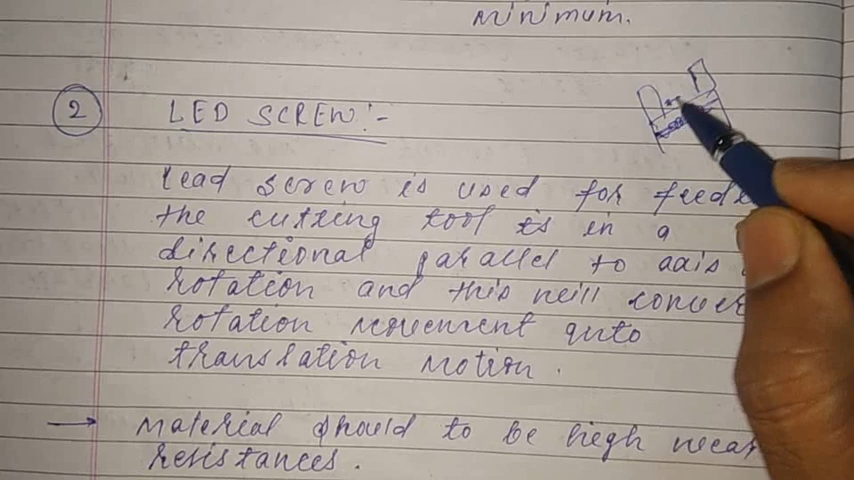 minimum.
2 LED SCREW :-
Lead screw is used for feed
the cutting tool is in a
directional parallel to aais
rotation and this will conver
rotation movement into
translation motion.
→ Material should to be high wear
resistances.